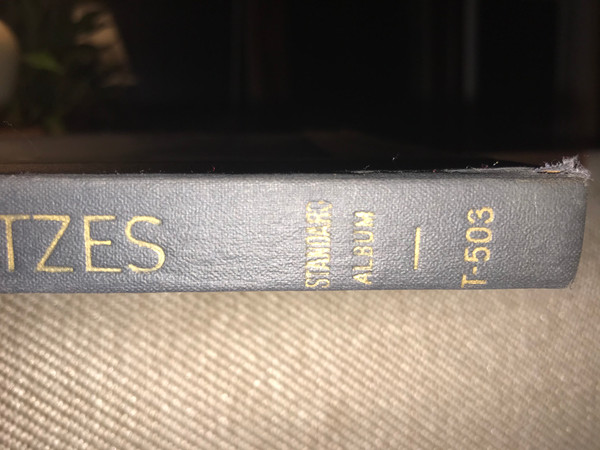 TZES
STANDARD
ALBUM
T-503